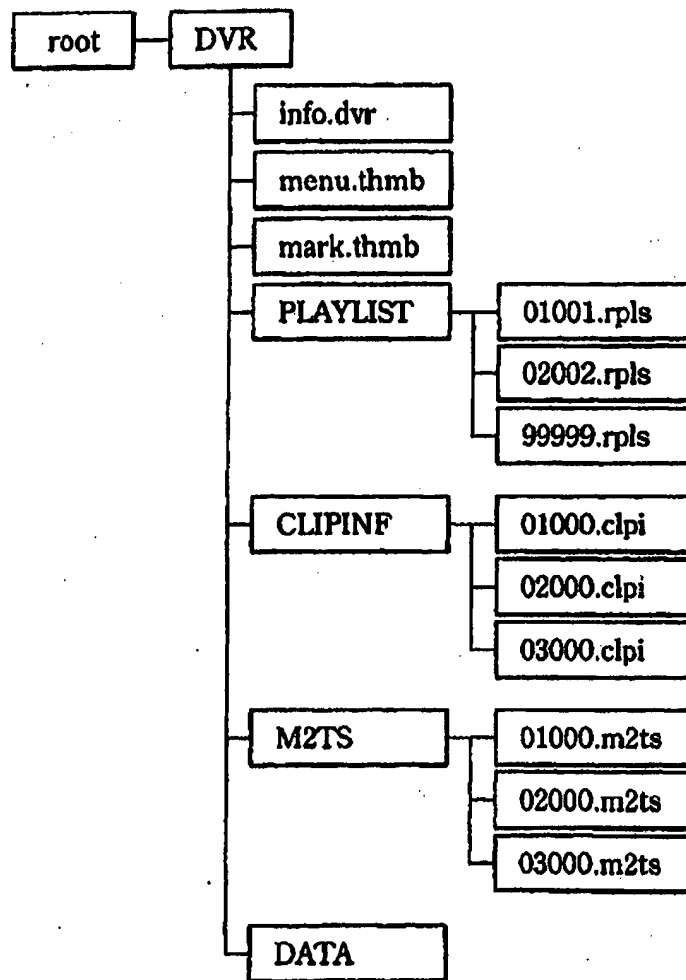 root DVR
info.dvr
menu.thmb
mark.thmb
PLAYLIST 01001.rpls
02002.rpls
99999.rpls
CLIPINF 01000.clpi
02000.clpi
03000.clpi
M2TS 01000.m2ts
02000.m2ts
03000.m2ts
DATA